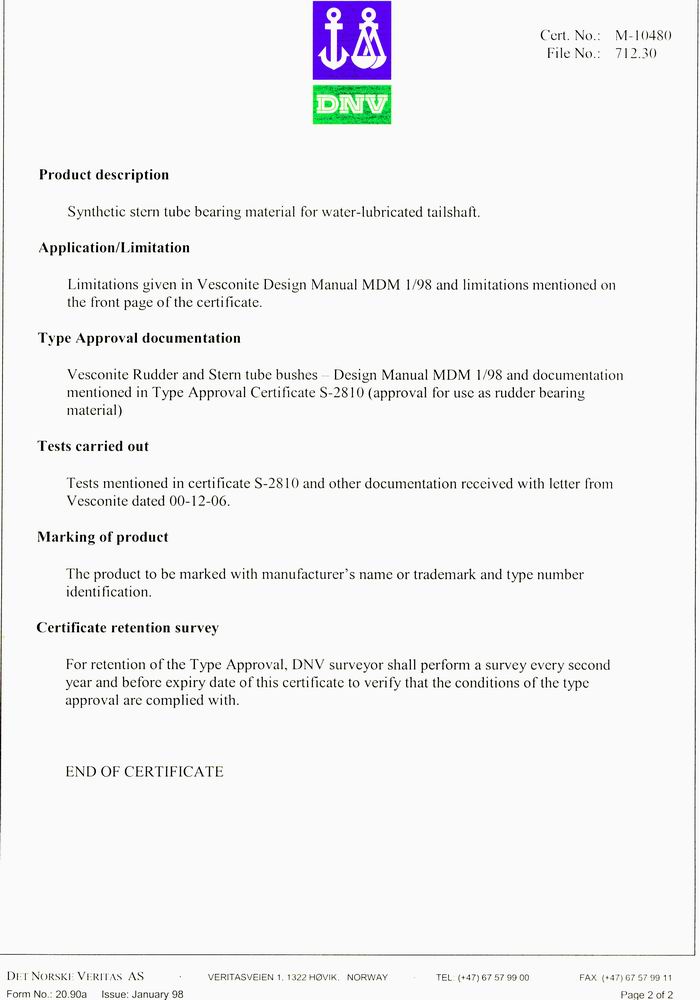 Cert. No.: M-10480
File No.: 712.30
DNV
Product description
Synthetic stern tube bearing material for water-lubricated tailshaft.
Application/Limitation
Limitations given in Vesconite Design Manual MDM 1/98 and limitations mentioned on
the front page of the certificate.
Type Approval documentation
Vesconite Rudder and Stern tube bushes – Design Manual MDM 1/98 and documentation
mentioned in Type Approval Certificate S-2810 (approval for use as rudder bearing
material)
Tests carried out
Tests mentioned in certificate S-2810 and other documentation received with letter from
Vesconite dated 00-12-06.
Marking of product
The product to be marked with manufacturer's name or trademark and type number
identification.
Certificate retention survey
For retention of the Type Approval, DNV surveyor shall perform a survey every second
year and before expiry date of this certificate to verify that the conditions of the type
approval are complied with.
END OF CERTIFICATE
DET NORSKE VERITAS AS · VERITASVEIEN 1, 1322 HØVIK, NORWAY · TEL: (+47) 67 57 99 00 FAX: (+47) 67 57 99 11
Form No.: 20.90a Issue: January 98 Page 2 of 2